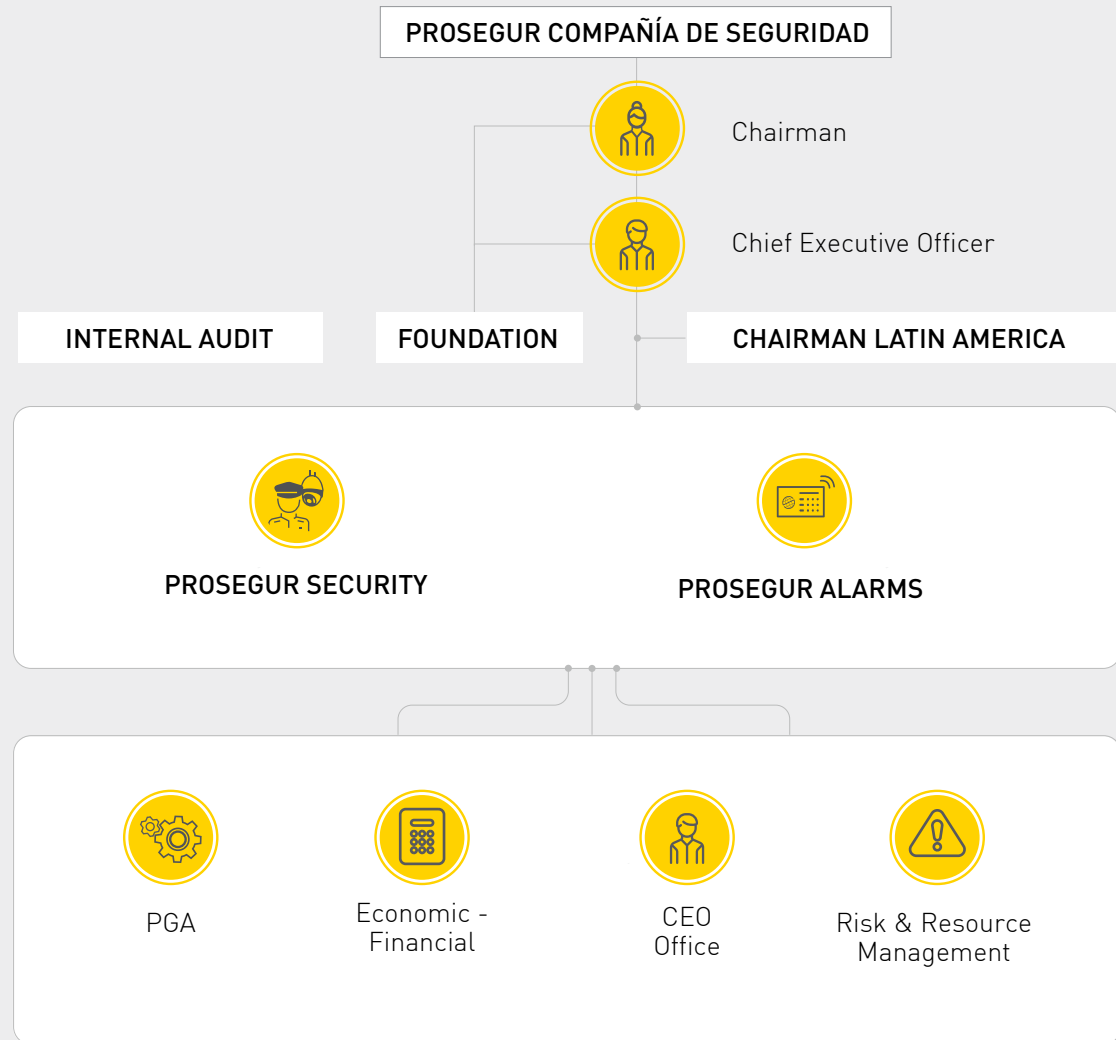 PROSEGUR COMPAÑÍA DE SEGURIDAD
Chairman
Chief Executive Officer
INTERNAL AUDIT
FOUNDATION
CHAIRMAN LATIN AMERICA
PROSEGUR SECURITY
PROSEGUR ALARMS
PGA
Economic -
Financial
CEO
Office
Risk & Resource
Management